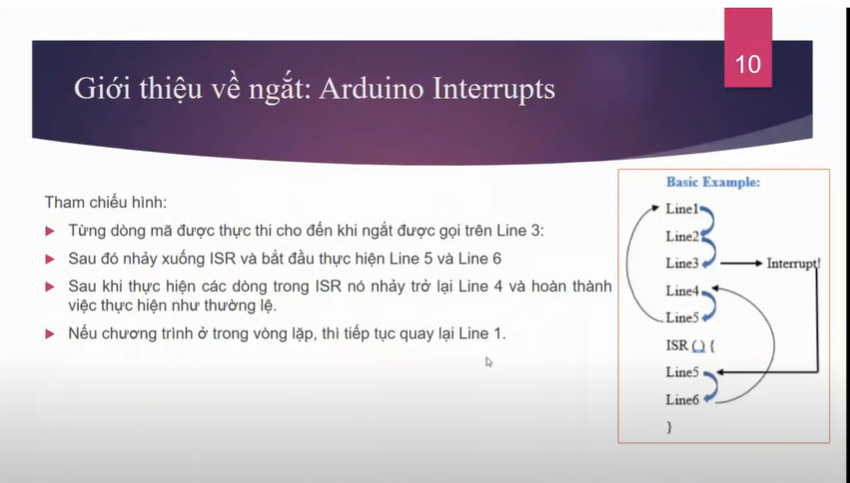 10
Giới thiệu về ngắt: Arduino Interrupts
Tham chiếu hình:
Từng dòng mã được thực thi cho đến khi ngắt được gọi trên Line 3:
Sau đó nhảy xuống ISR và bắt đầu thực hiện Line 5 và Line 6
Sau khi thực hiện các dòng trong ISR nó nhảy trở lại Line 4 và hoàn thành
việc thực hiện như thường lệ.
Nếu chương trình ở trong vòng lặp, thì tiếp tục quay lại Line 1.
Basic Example:
Line1
Line2
Line3 Interrupt!
Line4
Line5
ISR () {
Line5
Line6
}